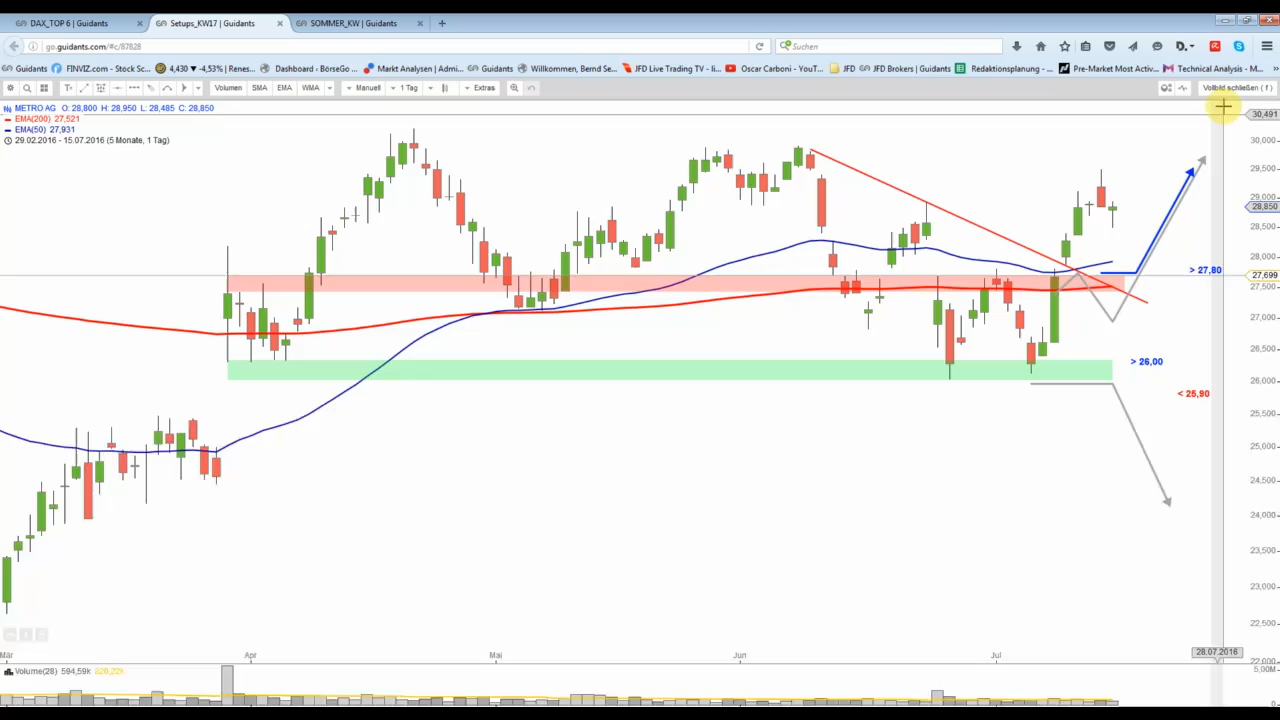 DAX_TOP 6 | Guidants × Setups_KW17 | Guidants × SOMMER_KW | Guidants × +
go.guidants.com/#c/87828 Suchen
Guidants FINVIZ.com - Stock Sc... 4,430 ▼ -4,53% | Renes... Dashboard ‹ BörseGo ... Markt Analysen | Admi... Guidants Willkommen, Bernd Se... JFD Live Trading TV - li... Oscar Carboni - YouT... JFD JFD Brokers | Guidants Redaktionsplanung - ... Pre-Market Most Activ... Technical Analysis - M... »
Volumen SMA EMA WMA Manuell 1 Tag Extras Vollbild schließen ( f )
METRO AG O: 28,800 H: 28,950 L: 28,485 C: 28,850
EMA(200) 27,521
EMA(50) 27,931
29.02.2016 - 15.07.2016 (5 Monate, 1 Tag)
30,491
30,000
29,500
29,000
28,850
28,500
28,000
> 27,80
27,699
27,500
27,000
26,500
> 26,00
26,000
< 25,90
25,500
25,000
24,500
24,000
23,500
23,000
22,500
Mär Apr Mai Jun Jul 28.07.2016
22,000
Volume(28) 594,59k
5,00M
0